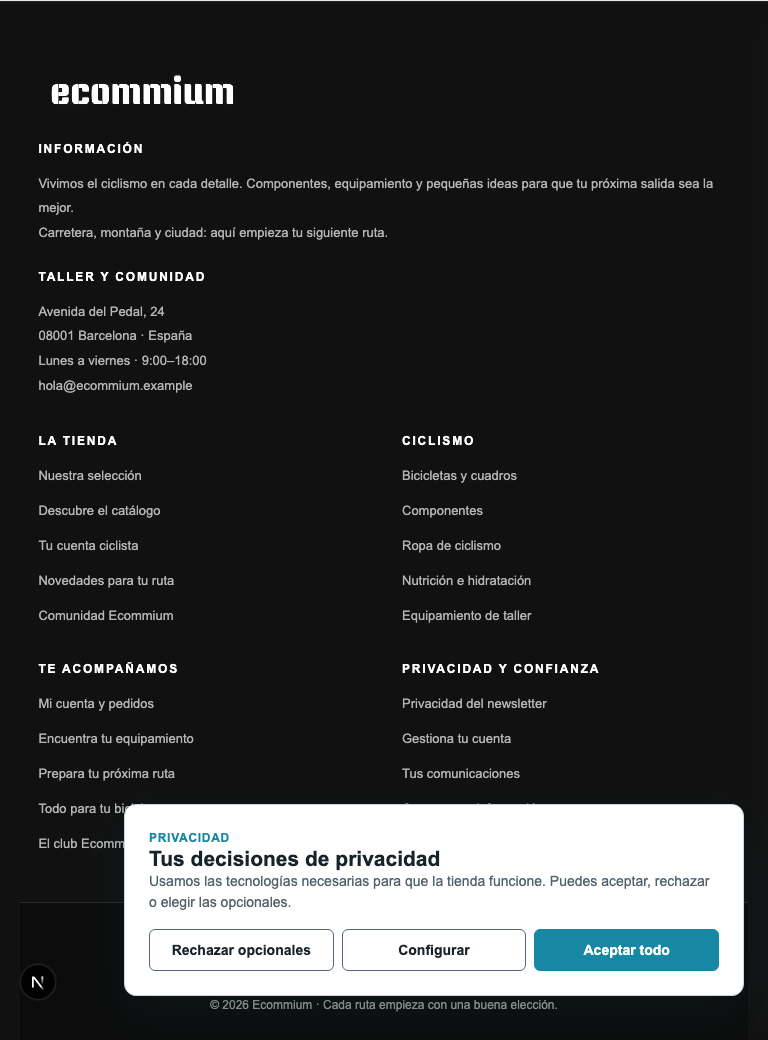 ecommium
INFORMACIÓN
Vivimos el ciclismo en cada detalle. Componentes, equipamiento y pequeñas ideas para que tu próxima salida sea la
mejor.
Carretera, montaña y ciudad: aquí empieza tu siguiente ruta.
TALLER Y COMUNIDAD
Avenida del Pedal, 24
08001 Barcelona · España
Lunes a viernes · 9:00–18:00
hola@ecommium.example
LA TIENDA
Nuestra selección
Descubre el catálogo
Tu cuenta ciclista
Novedades para tu ruta
Comunidad Ecommium
CICLISMO
Bicicletas y cuadros
Componentes
Ropa de ciclismo
Nutrición e hidratación
Equipamiento de taller
TE ACOMPAÑAMOS
Mi cuenta y pedidos
Encuentra tu equipamiento
Prepara tu próxima ruta
Todo para tu
El club
PRIVACIDAD Y CONFIANZA
Privacidad del newsletter
Gestiona tu cuenta
Tus comunicaciones
PRIVACIDAD
Tus decisiones de privacidad
Usamos las tecnologías necesarias para que la tienda funcione. Puedes aceptar, rechazar
o elegir las opcionales.
Rechazar opcionales
Configurar
Aceptar todo
N
© 2026 Ecommium · Cada ruta empieza con una buena elección.